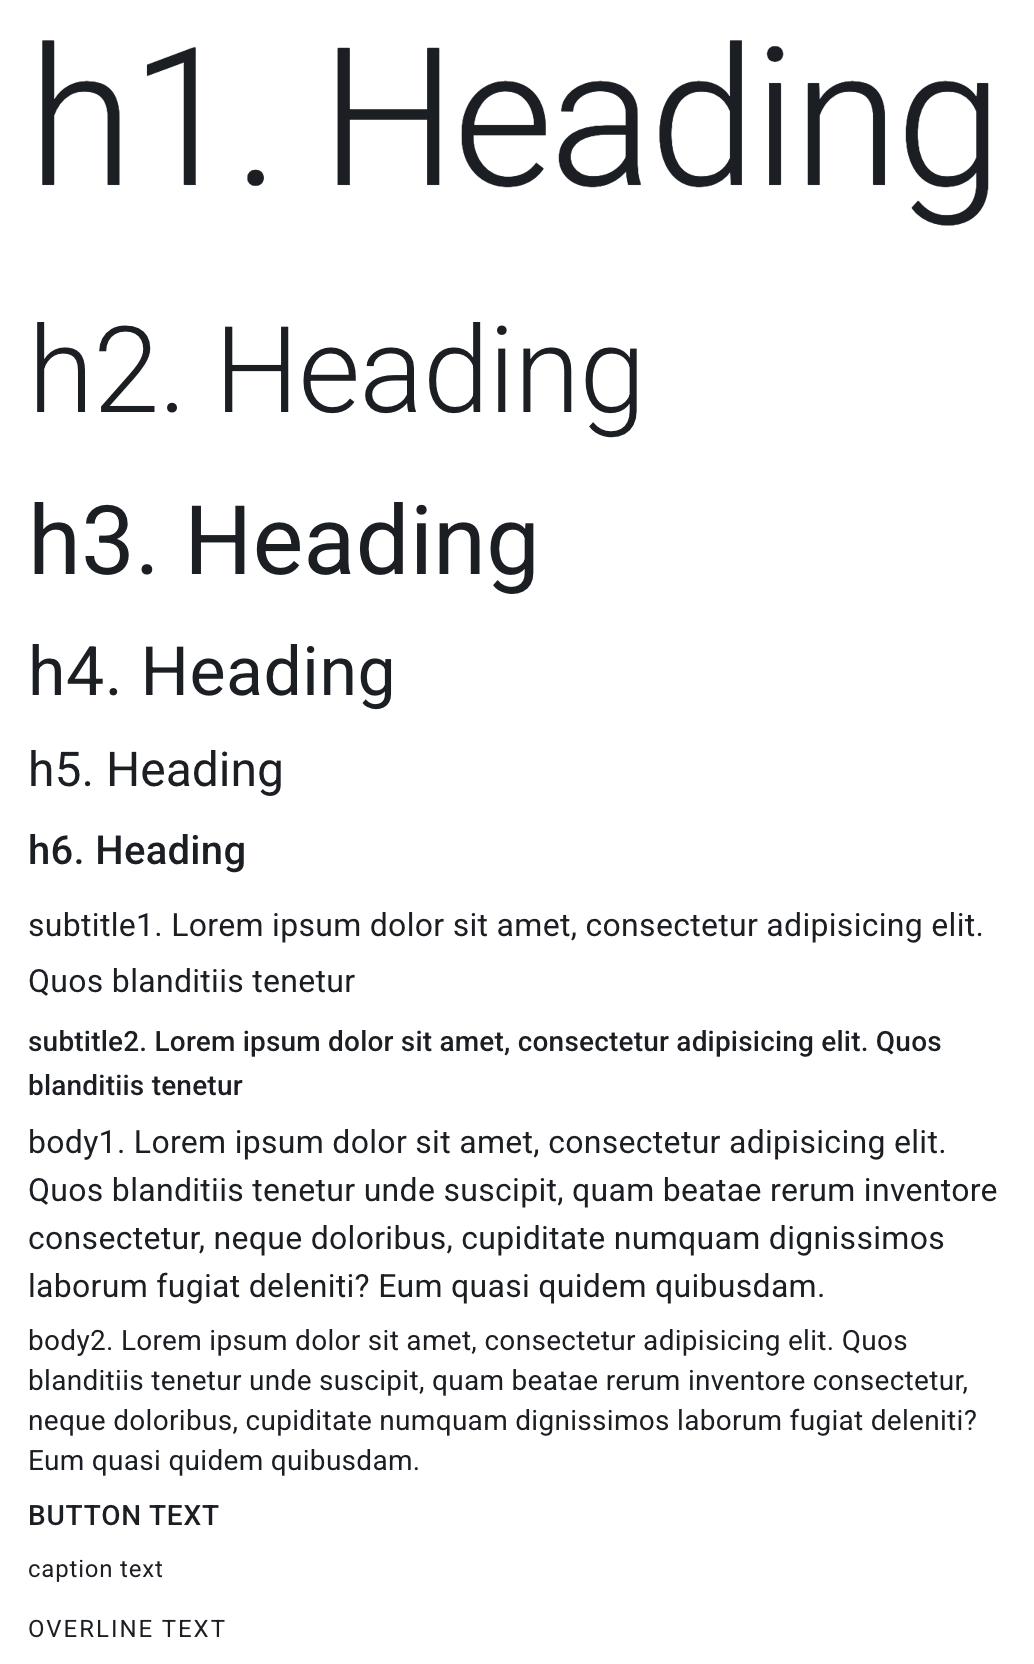 h1. Heading
h2. Heading
h3. Heading
h4. Heading
h5. Heading
h6. Heading
subtitle1. Lorem ipsum dolor sit amet, consectetur adipisicing elit.
Quos blanditiis tenetur
subtitle2. Lorem ipsum dolor sit amet, consectetur adipisicing elit. Quos
blanditiis tenetur
body1. Lorem ipsum dolor sit amet, consectetur adipisicing elit.
Quos blanditiis tenetur unde suscipit, quam beatae rerum inventore
consectetur, neque doloribus, cupiditate numquam dignissimos
laborum fugiat deleniti? Eum quasi quidem quibusdam.
body2. Lorem ipsum dolor sit amet, consectetur adipisicing elit. Quos
blanditiis tenetur unde suscipit, quam beatae rerum inventore consectetur,
neque doloribus, cupiditate numquam dignissimos laborum fugiat deleniti?
Eum quasi quidem quibusdam.
BUTTON TEXT
caption text
OVERLINE TEXT